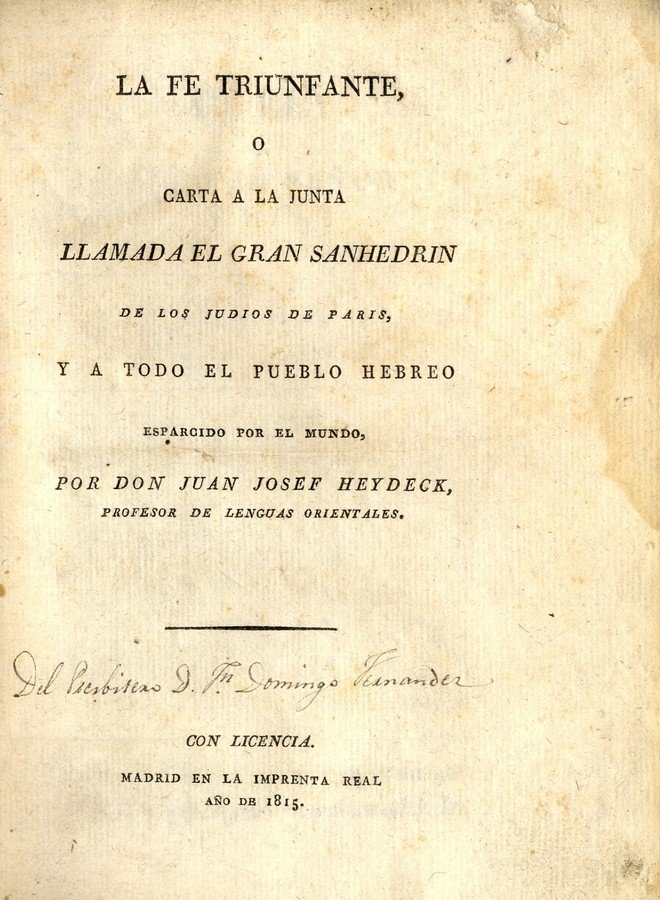 LA FE TRIUNFANTE,
O
CARTA A LA JUNTA
LLAMADA EL GRAN SANHEDRIN
DE LOS JUDIOS DE PARIS,
Y A TODO EL PUEBLO HEBREO
ESPARCIDO POR EL MUNDO,
POR DON JUAN JOSEF HEYDECK,
PROFESOR DE LENGUAS ORIENTALES.
Del D. Domingo Fernandez
CON LICENCIA.
MADRID EN LA IMPRENTA REAL
AÑO DE 1815.